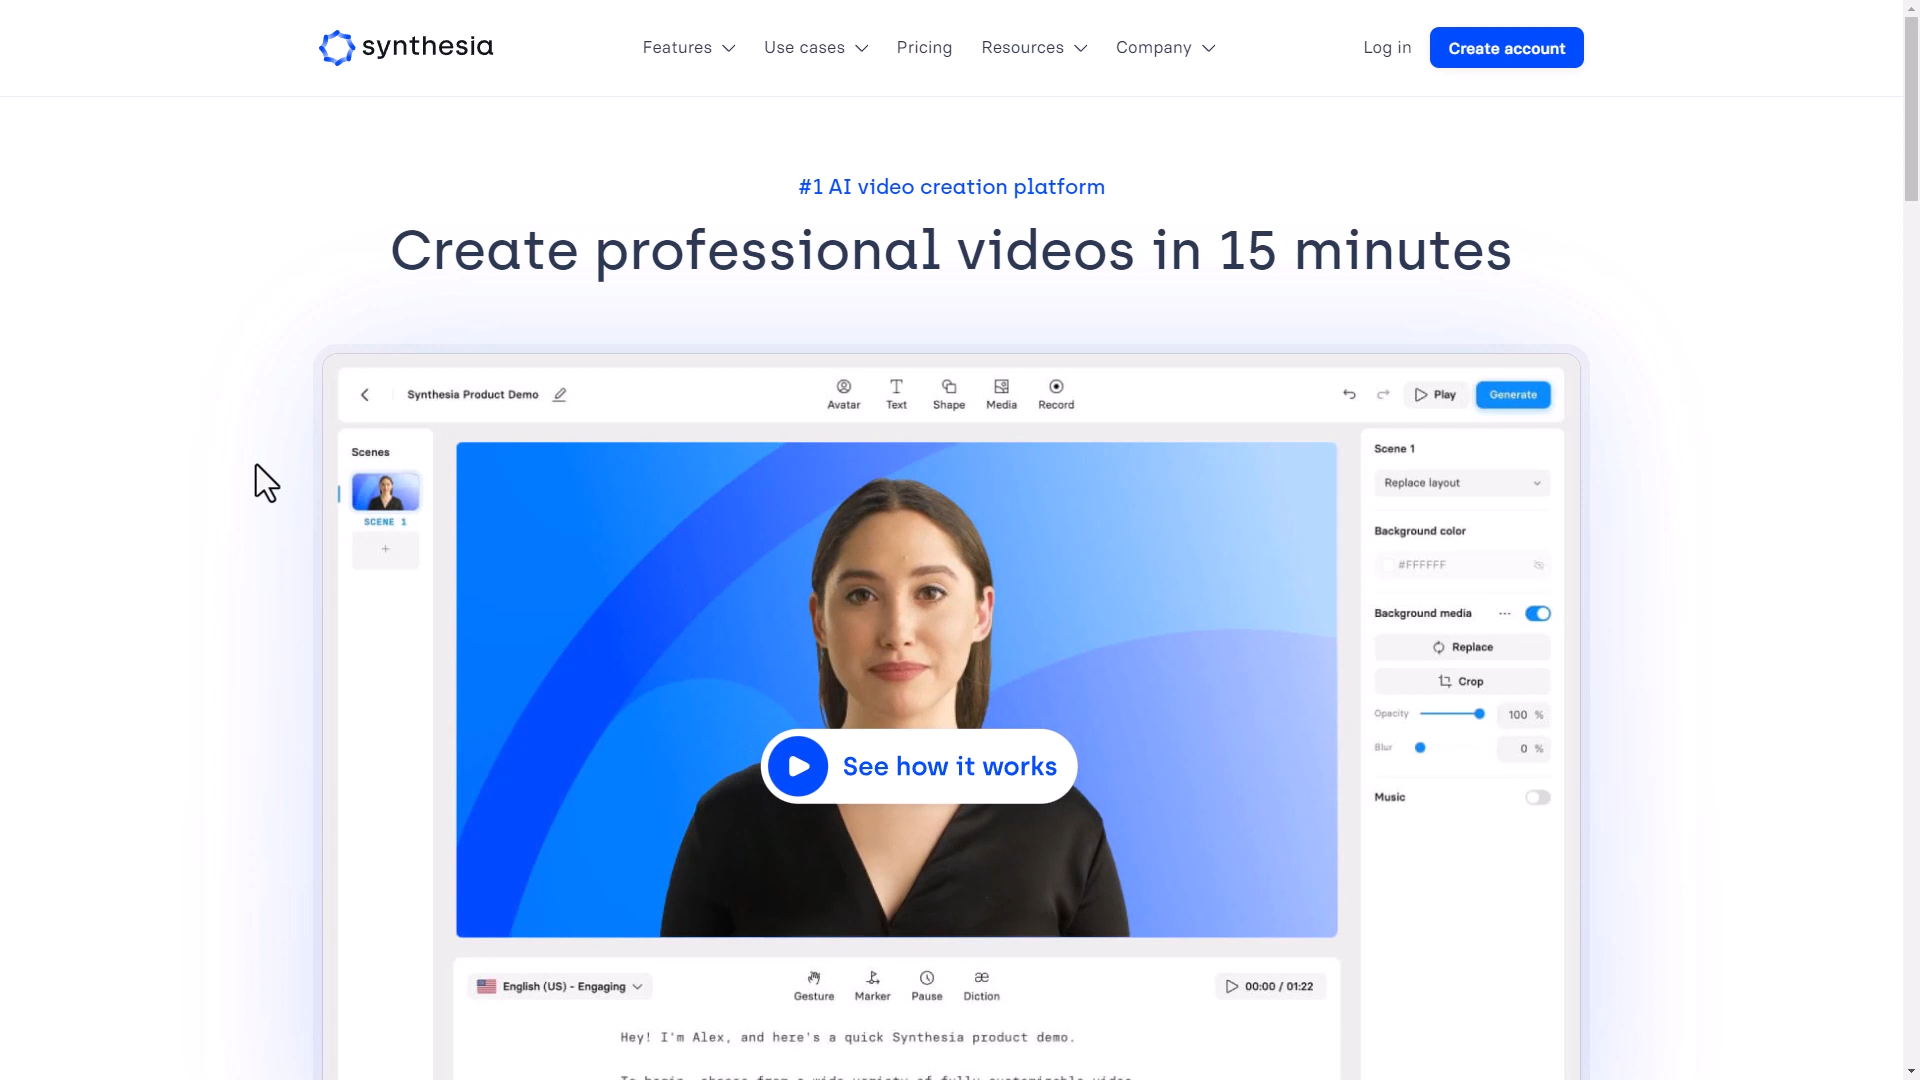 synthesia
Features
Use cases
Pricing
Resources
Company
Log in
Create account
#1 AI video creation platform
Create professional videos in 15 minutes
Synthesia Product Demo
Avatar
Text
Shape
Media
Record
Play
Generate
Scenes
SCENE 1
+
See how it works
Scene 1
Replace layout
Background color
#FFFFFF
Background media
Replace
Crop
Opacity
100 %
Blur
0 %
Music
English (US) - Engaging
Gesture
Marker
Pause
æ
Diction
00:00 / 01:22
Hey! I'm Alex, and here's a quick Synthesia product demo.